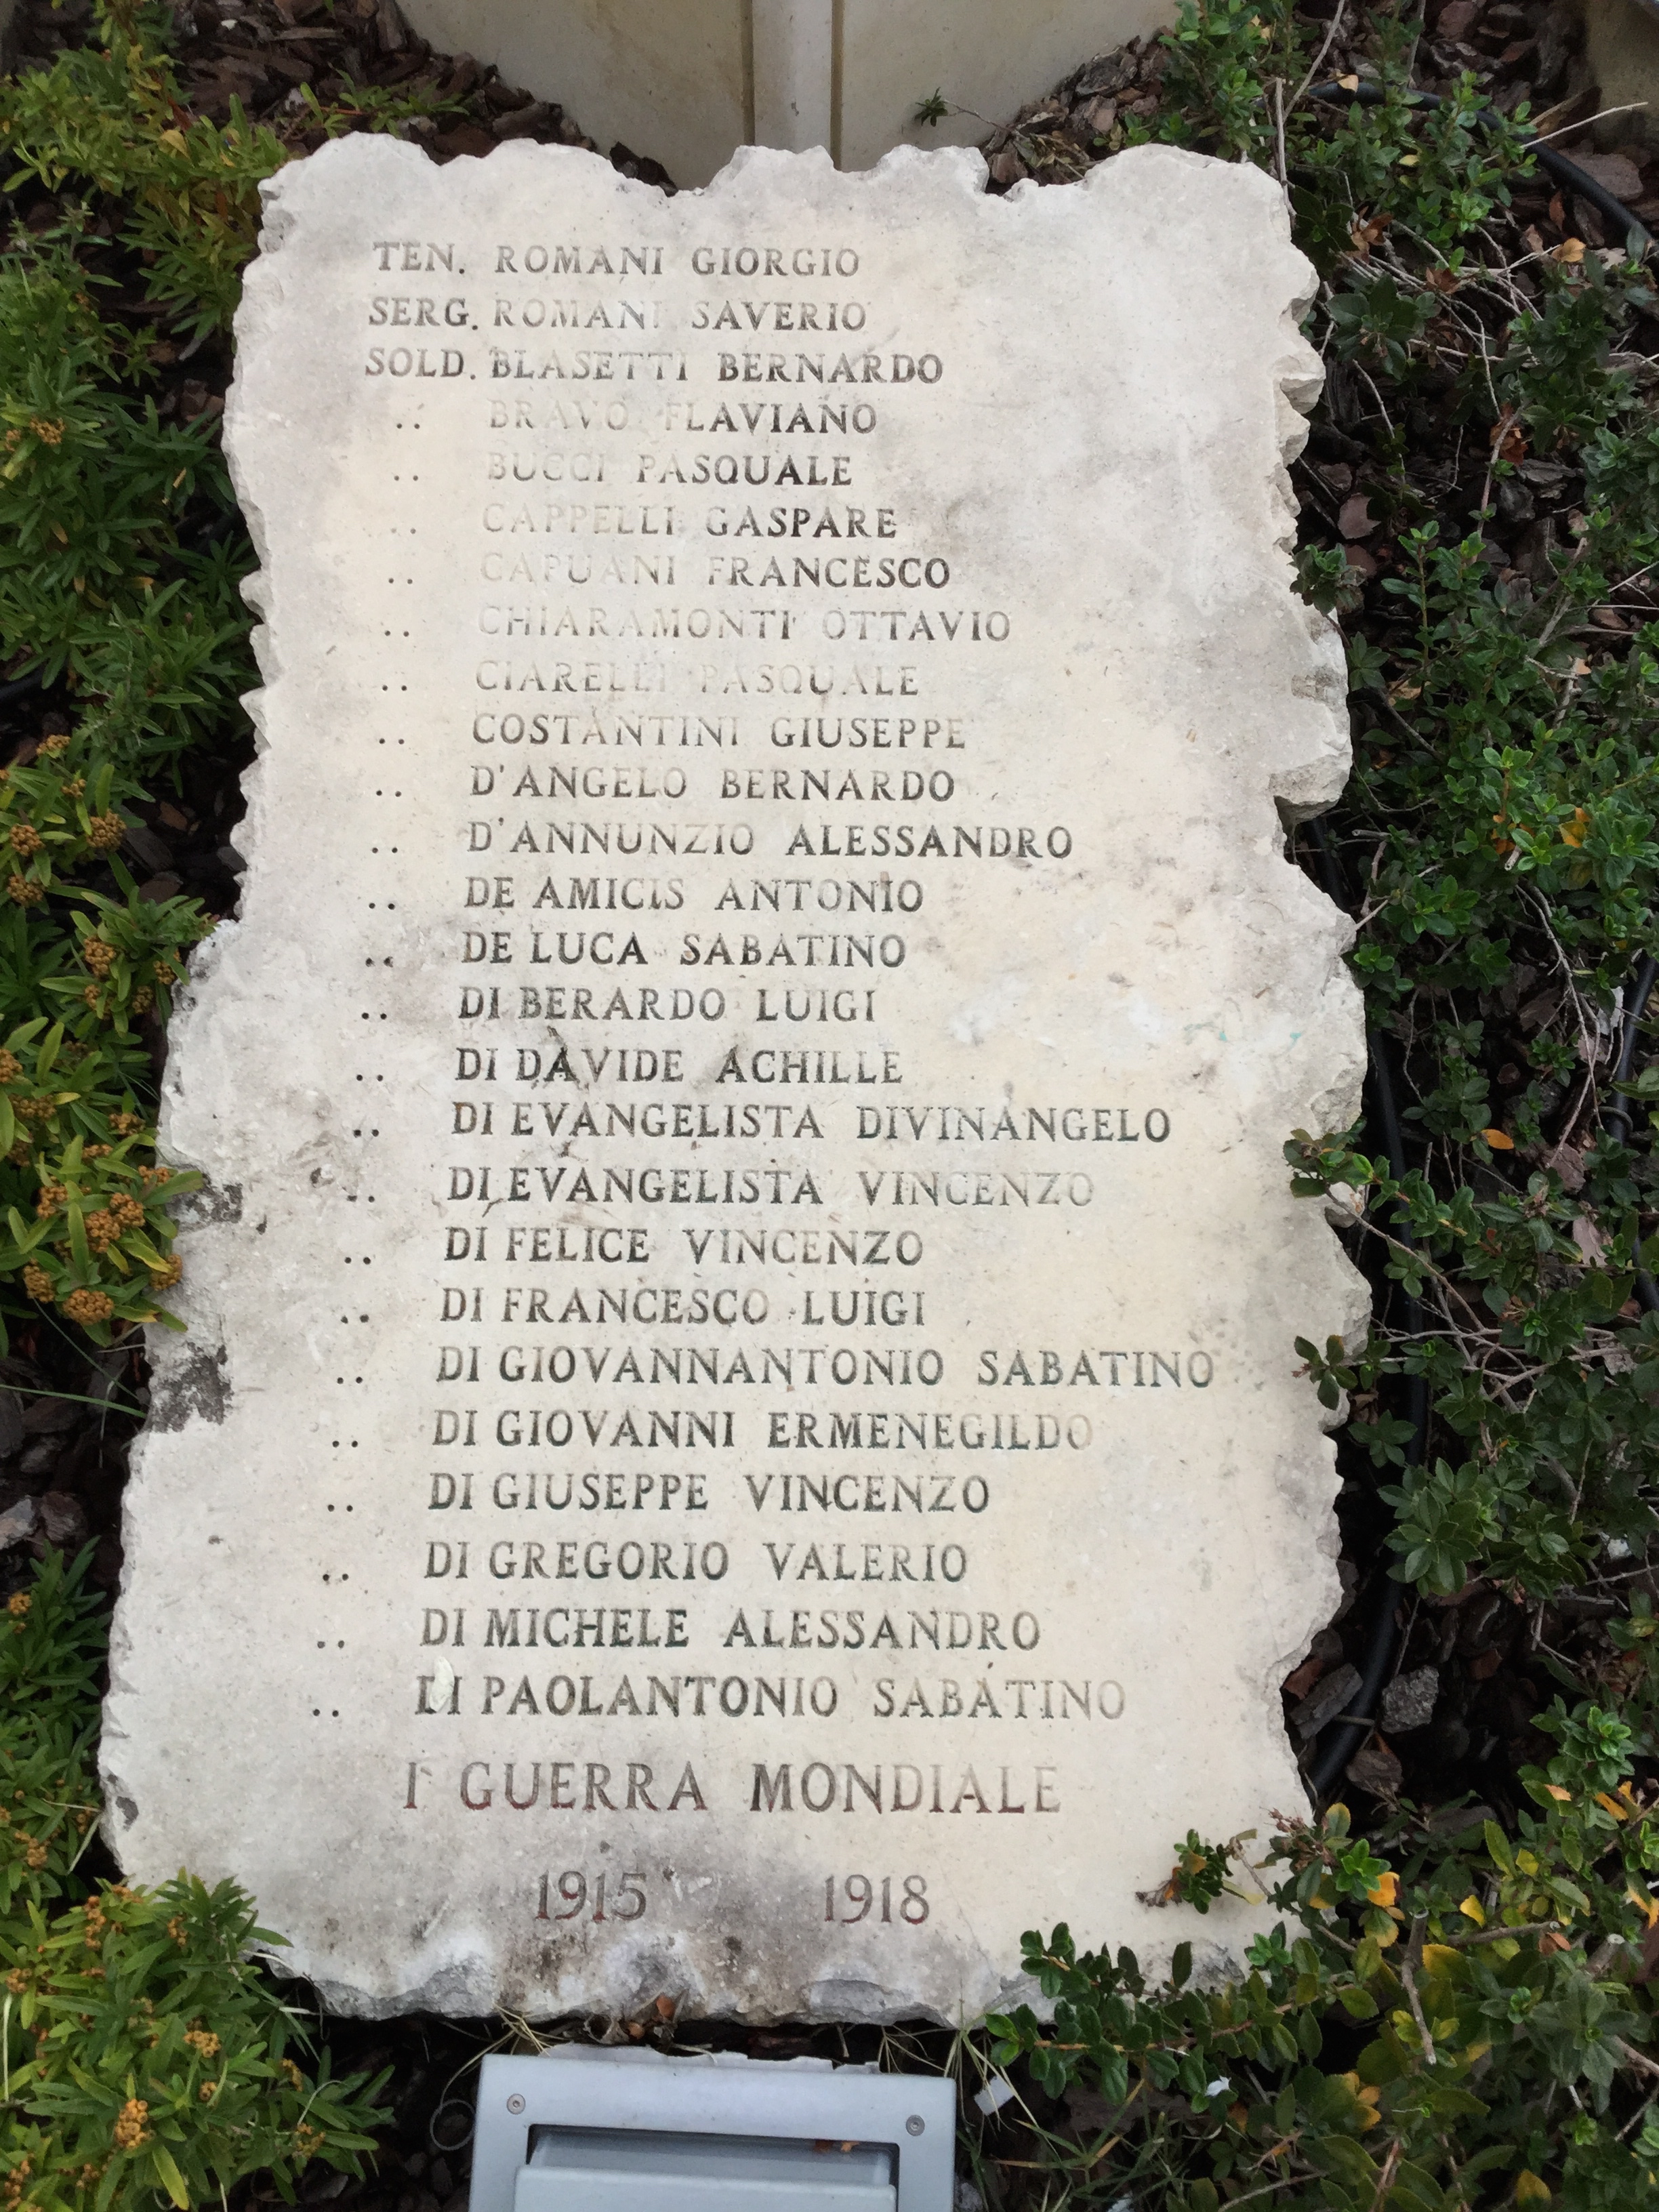 TEN. ROMANI GIORGIO
SERG. ROMANI SAVERIO
SOLD. BLASETTI BERNARDO
.. BRAVO FLAVIANO
.. BUCCI PASQUALE
.. CAPPELLI GASPARE
.. CAPUANI FRANCESCO
.. CHIARAMONTI OTTAVIO
.. CIARELLI PASQUALE
.. COSTANTINI GIUSEPPE
.. D'ANGELO BERNARDO
.. D'ANNUNZIO ALESSANDRO
.. DE AMICIS ANTONIO
.. DE LUCA SABATINO
.. DI BERARDO LUIGI
.. DI DAVIDE ACHILLE
.. DI EVANGELISTA DIVINANGELO
.. DI EVANGELISTA VINCENZO
.. DI FELICE VINCENZO
.. DI FRANCESCO LUIGI
.. DI GIOVANNANTONIO SABATINO
.. DI GIOVANNI ERMENEGILDO
.. DI GIUSEPPE VINCENZO
.. DI GREGORIO VALERIO
.. DI MICHELE ALESSANDRO
.. DI PAOLANTONIO SABATINO
Iª GUERRA MONDIALE
1915 1918